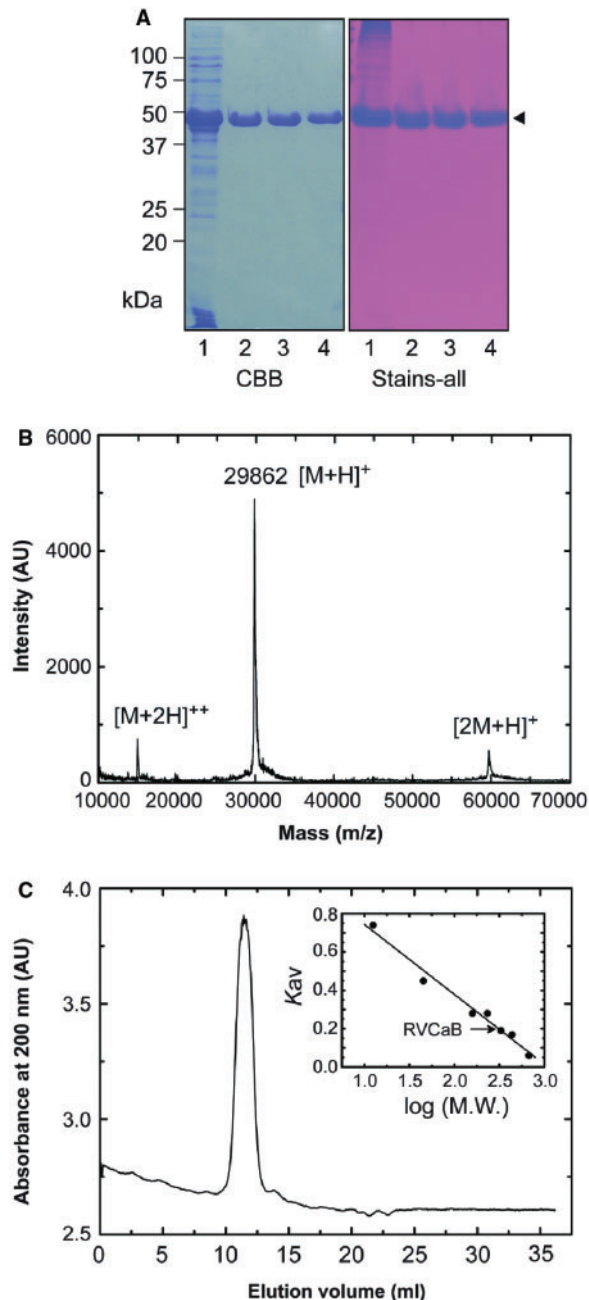 A
100
75
50
37
25
20
kDa
1 2 3 4 1 2 3 4
CBB Stains-all
B
6000
4000
2000
0
Intensity (AU)
29862 [M+H]+
[M+2H]++
[2M+H]+
10000 20000 30000 40000 50000 60000 70000
Mass (m/z)
C
4.0
3.5
3.0
2.5
Absorbance at 200 nm (AU)
0.8
0.6
0.4
0.2
0.0
Kav
RVCaB
1.0 1.5 2.0 2.5 3.0
log (M.W.)
0 5 10 15 20 25 30 35
Elution volume (ml)